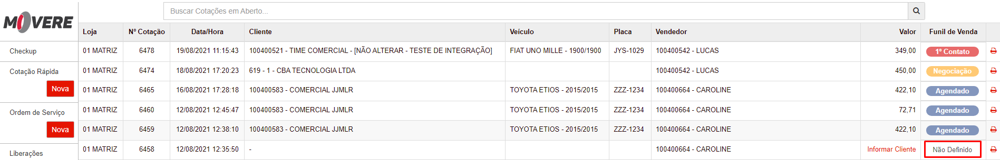 MOVERE
Buscar Cotações em Aberto...
Loja Nº Cotação Data/Hora Cliente Veículo Placa Vendedor Valor Funil de Venda
Checkup
01 MATRIZ 6478 19/08/2021 11:15:43 100400521 - TIME COMERCIAL - [NÃO ALTERAR - TESTE DE INTEGRAÇÃO] FIAT UNO MILLE - 1900/1900 JYS-1029 100400542 - LUCAS 349,00 1º Contato
Cotação Rápida
01 MATRIZ 6474 18/08/2021 17:20:23 619 - 1 - CBA TECNOLOGIA LTDA 100400542 - LUCAS 450,00 Negociação
Nova
01 MATRIZ 6465 16/08/2021 17:28:18 100400583 - COMERCIAL JJMLR TOYOTA ETIOS - 2015/2015 ZZZ-1234 100400664 - CAROLINE 422,10 Agendado
Ordem de Serviço
01 MATRIZ 6460 12/08/2021 12:45:47 100400583 - COMERCIAL JJMLR TOYOTA ETIOS - 2015/2015 ZZZ-1234 100400664 - CAROLINE 72,71 Agendado
Nova
01 MATRIZ 6459 12/08/2021 12:38:10 100400583 - COMERCIAL JJMLR TOYOTA ETIOS - 2015/2015 ZZZ-1234 100400664 - CAROLINE 422,10 Agendado
Liberações
01 MATRIZ 6458 12/08/2021 12:35:50 - 100400664 - CAROLINE Informar Cliente Não Definido